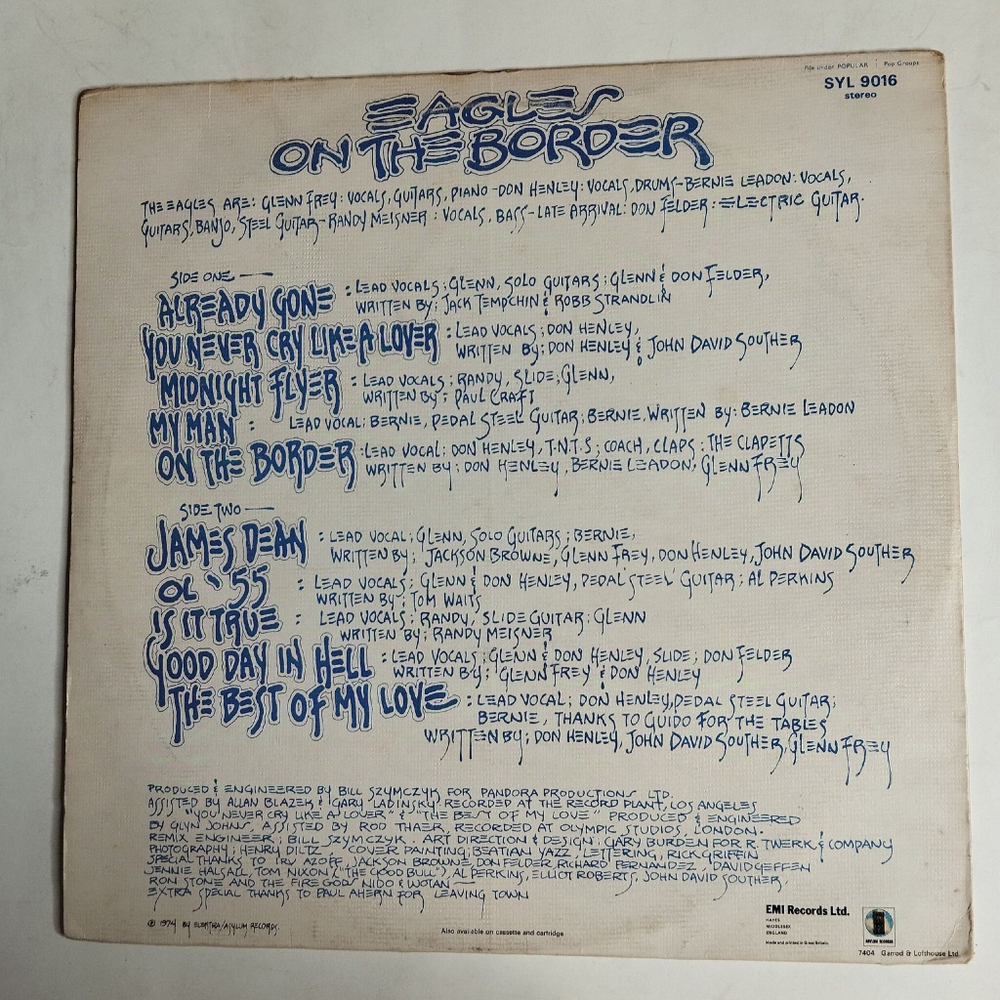 File under POPULAR Pop Groups
SYL 9016
stereo
EAGLES
ON THE BORDER
THE EAGLES ARE: GLENN FREY: VOCALS, GUITARS, PIANO-DON HENLEY: VOCALS, DRUMS-BERNIE LEADON: VOCALS,
GUITARS, BANJO, STEEL GUITAR-RANDY MEISNER: VOCALS, BASS-LATE ARRIVAL: DON FELDER: ELECTRIC GUITAR.
SIDE ONE —
ALREADY GONE : LEAD VOCALS; GLENN, SOLO GUITARS; GLENN & DON FELDER,
WRITTEN BY; JACK TEMPCHIN & ROBB STRANDLIN
YOU NEVER CRY LIKE A LOVER : LEAD VOCALS; DON HENLEY,
WRITTEN BY; DON HENLEY & JOHN DAVID SOUTHER
MIDNIGHT FLYER : LEAD VOCALS; RANDY, SLIDE; GLENN,
WRITTEN BY; PAUL CRAFT
MY MAN : LEAD VOCAL; BERNIE, PEDAL STEEL GUITAR; BERNIE. WRITTEN BY: BERNIE LEADON
ON THE BORDER : LEAD VOCAL; DON HENLEY, T.N.T.S; COACH, CLAPS: THE CLAPETTS
WRITTEN BY; DON HENLEY, BERNIE LEADON, GLENN FREY
SIDE TWO —
JAMES DEAN : LEAD VOCAL; GLENN, SOLO GUITARS; BERNIE,
WRITTEN BY; JACKSON BROWNE, GLENN FREY, DON HENLEY, JOHN DAVID SOUTHER
OL '55 : LEAD VOCALS; GLENN & DON HENLEY, PEDAL STEEL GUITAR; AL PERKINS
WRITTEN BY; TOM WAITS
IS IT TRUE : LEAD VOCALS; RANDY, SLIDE GUITAR: GLENN
WRITTEN BY; RANDY MEISNER
GOOD DAY IN HELL : LEAD VOCALS; GLENN & DON HENLEY, SLIDE; DON FELDER
WRITTEN BY; GLENN FREY & DON HENLEY
THE BEST OF MY LOVE : LEAD VOCAL; DON HENLEY, PEDAL STEEL GUITAR;
BERNIE, THANKS TO GUIDO FOR THE TABLES
WRITTEN BY; DON HENLEY, JOHN DAVID SOUTHER, GLENN FREY
PRODUCED & ENGINEERED BY BILL SZYMCZYK FOR PANDORA PRODUCTIONS LTD.
ASSISTED BY ALLAN BLAZEK & GARY LADINSKY, RECORDED AT THE RECORD PLANT, LOS ANGELES
"YOU NEVER CRY LIKE A LOVER" & "THE BEST OF MY LOVE" PRODUCED & ENGINEERED
BY GLYN JOHNS, ASSISTED BY ROD THAER, RECORDED AT OLYMPIC STUDIOS, LONDON.
REMIX ENGINEER; BILL SZYMCZYK · ART DIRECTION & DESIGN; GARY BURDEN FOR R. TWERK & COMPANY
PHOTOGRAPHY; HENRY DILTZ COVER PAINTING; BEATIAN YAZZ, LETTERING, RICK GRIFFIN
SPECIAL THANKS TO IRV AZOFF, JACKSON BROWNE, DON FELDER, RICHARD FERNANDEZ, DAVID GEFFEN
JENNIE HALSALL, TOM NIXON ("THE GOOD BULL"), AL PERKINS, ELLIOT ROBERTS, JOHN DAVID SOUTHER,
RON STONE AND THE FIRE GODS NIDO & WOTAN —
EXTRA SPECIAL THANKS TO PAUL AHERN FOR LEAVING TOWN
℗ 1974 BY ELEKTRA/ASYLUM RECORDS.
Also available on cassette and cartridge
EMI Records Ltd.
HAYES
MIDDLESEX
ENGLAND
Made and printed in Great Britain
ASYLUM RECORDS
7404 Garrod & Lofthouse Ltd.